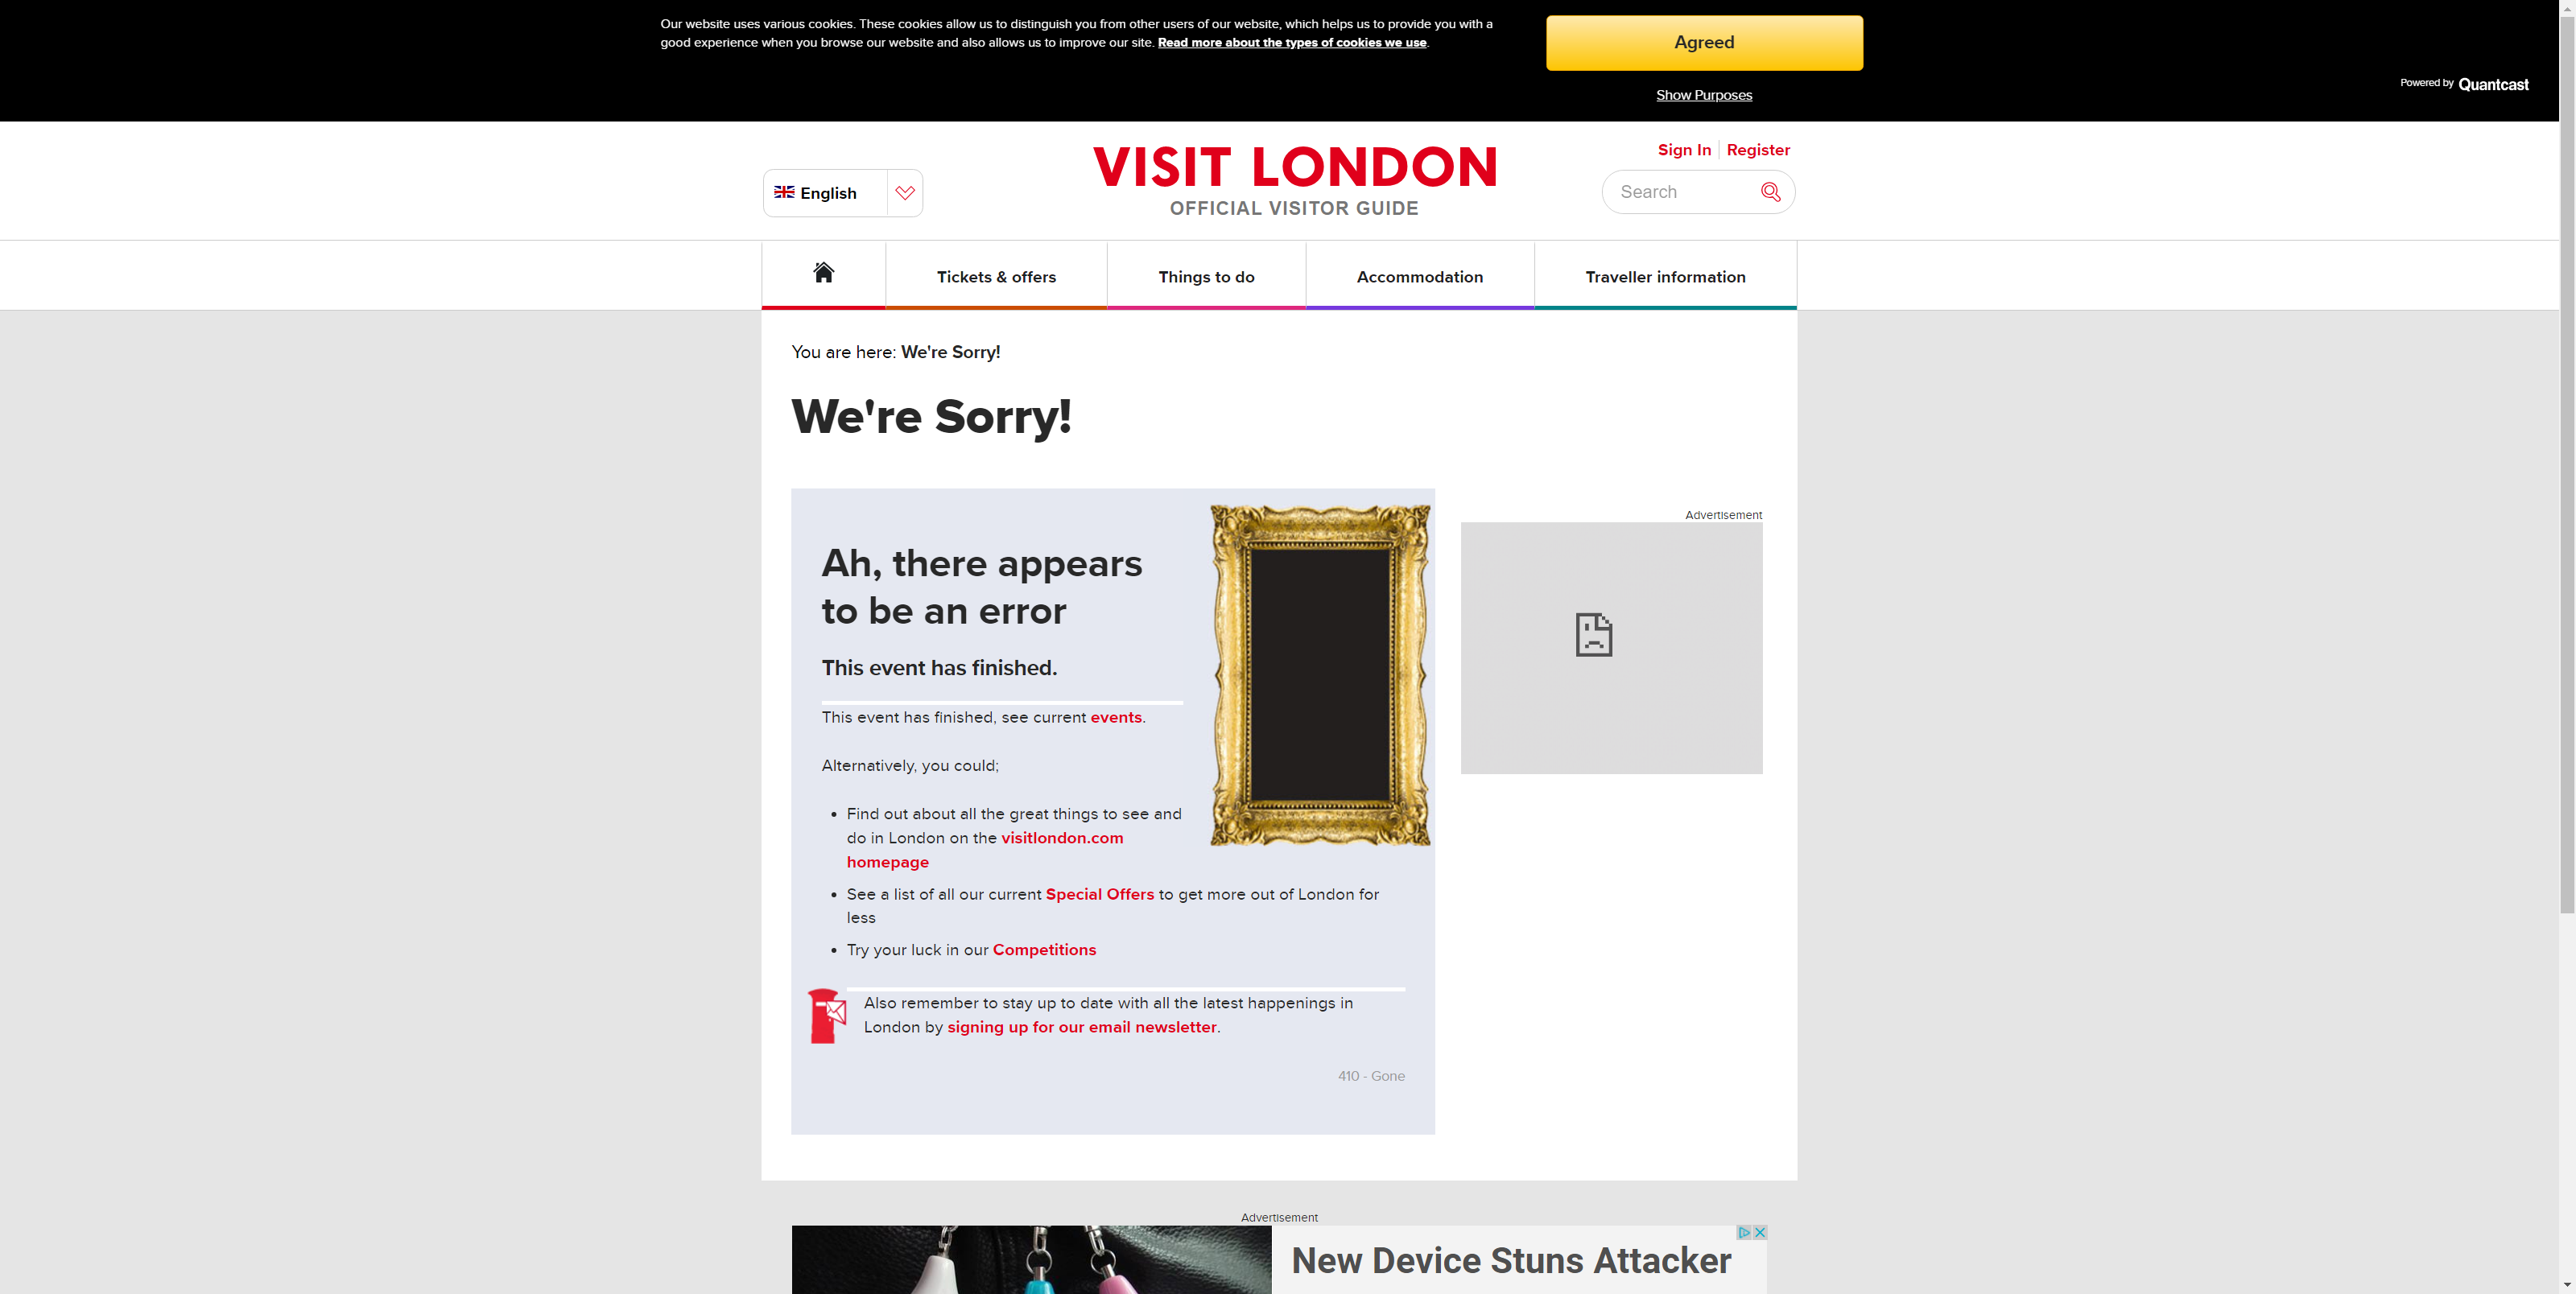 Our website uses various cookies. These cookies allow us to distinguish you from other users of our website, which helps us to provide you with a
good experience when you browse our website and also allows us to improve our site. Read more about the types of cookies we use.
Agreed
Show Purposes
Powered by Quantcast
English
VISIT LONDON
OFFICIAL VISITOR GUIDE
Sign In
Register
Search
Tickets & offers
Things to do
Accommodation
Traveller information
You are here: We're Sorry!
We're Sorry!
Ah, there appears
to be an error
This event has finished.
This event has finished, see current events.
Alternatively, you could;
• Find out about all the great things to see and
do in London on the visitlondon.com
homepage
• See a list of all our current Special Offers to get more out of London for
less
• Try your luck in our Competitions
Also remember to stay up to date with all the latest happenings in
London by signing up for our email newsletter.
410 - Gone
Advertisement
Advertisement
New Device Stuns Attacker